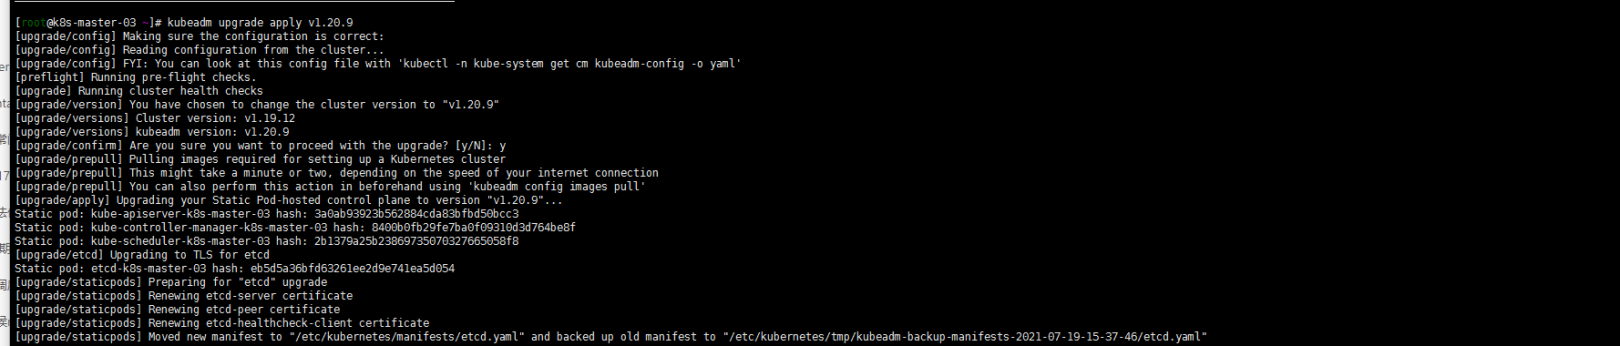 [root@k8s-master-03 ~]# kubeadm upgrade apply v1.20.9
[upgrade/config] Making sure the configuration is correct:
[upgrade/config] Reading configuration from the cluster...
[upgrade/config] FYI: You can look at this config file with 'kubectl -n kube-system get cm kubeadm-config -o yaml'
[preflight] Running pre-flight checks.
[upgrade] Running cluster health checks
[upgrade/version] You have chosen to change the cluster version to "v1.20.9"
[upgrade/versions] Cluster version: v1.19.12
[upgrade/versions] kubeadm version: v1.20.9
[upgrade/confirm] Are you sure you want to proceed with the upgrade? [y/N]: y
[upgrade/prepull] Pulling images required for setting up a Kubernetes cluster
[upgrade/prepull] This might take a minute or two, depending on the speed of your internet connection
[upgrade/prepull] You can also perform this action in beforehand using 'kubeadm config images pull'
[upgrade/apply] Upgrading your Static Pod-hosted control plane to version "v1.20.9"...
Static pod: kube-apiserver-k8s-master-03 hash: 3a0ab93923b562884cda83bfbd50bcc3
Static pod: kube-controller-manager-k8s-master-03 hash: 8400b0fb29fe7ba0f09310d3d764be8f
Static pod: kube-scheduler-k8s-master-03 hash: 2b1379a25b23869735070327665058f8
[upgrade/etcd] Upgrading to TLS for etcd
Static pod: etcd-k8s-master-03 hash: eb5d5a36bfd63261ee2d9e741ea5d054
[upgrade/staticpods] Preparing for "etcd" upgrade
[upgrade/staticpods] Renewing etcd-server certificate
[upgrade/staticpods] Renewing etcd-peer certificate
[upgrade/staticpods] Renewing etcd-healthcheck-client certificate
[upgrade/staticpods] Moved new manifest to "/etc/kubernetes/manifests/etcd.yaml" and backed up old manifest to "/etc/kubernetes/tmp/kubeadm-backup-manifests-2021-07-19-15-37-46/etcd.yaml"